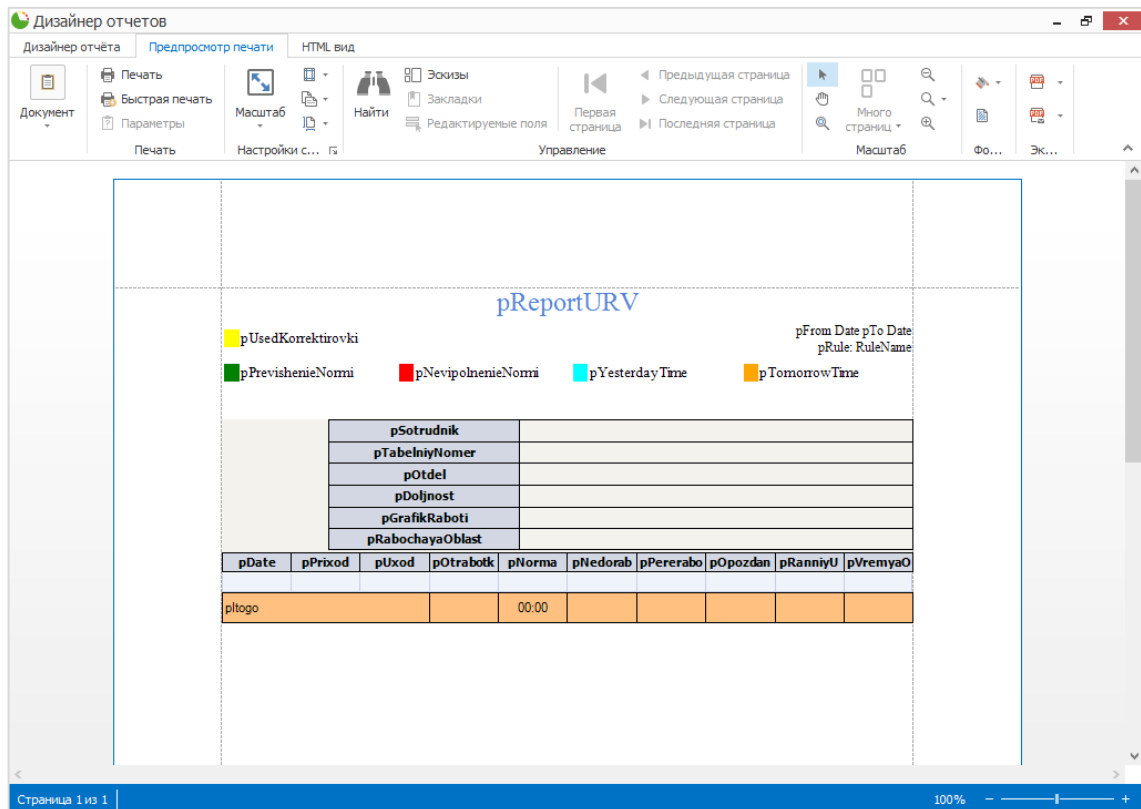 Дизайнер отчетов
Дизайнер отчёта Предпросмотр печати HTML вид
Документ
Печать
Быстрая печать
Параметры
Печать
Масштаб
Настройки с...
Найти
Эскизы
Закладки
Редактируемые поля
Первая страница
Предыдущая страница
Следующая страница
Последняя страница
Управление
Много страниц
Масштаб
Фо...
PDF
PDF
Эк...
pReportURV
pUsedKorrektirovki
pFrom Date pTo Date
pRule: RuleName
pPrevishenieNormi pNevipolnenieNormi pYesterdayTime pTomorrowTime
pSotrudnik
pTabelniyNomer
pOtdel
pDoljnost
pGrafikRaboti
pRabochayaOblast
pDate pPrixod pUxod pOtrabotk pNorma pNedorab pPererabo pOpozdan pRanniyU pVremyaO
pItogo 00:00
Страница 1 из 1 100% − +